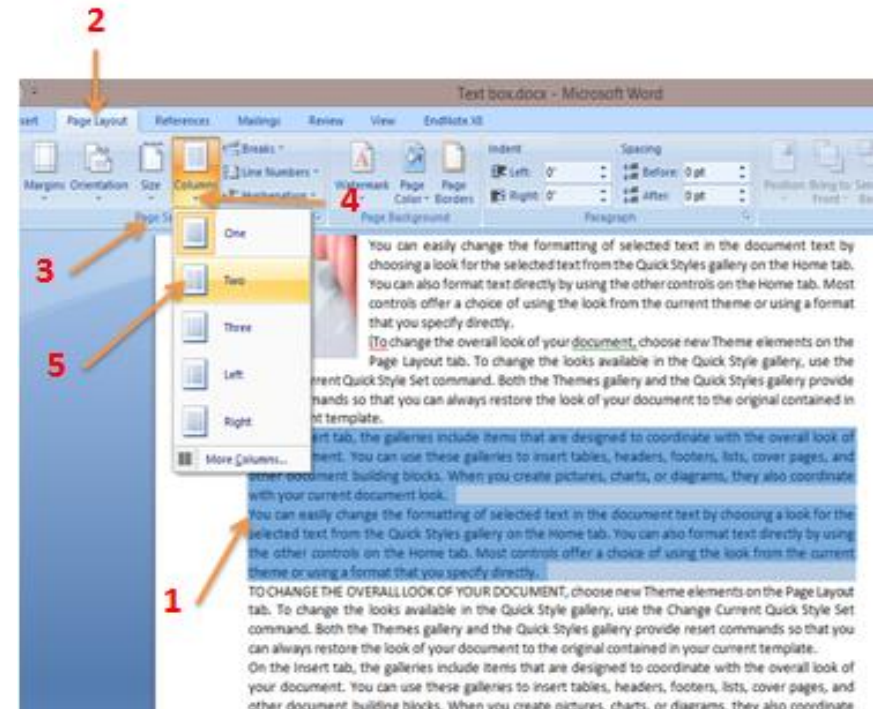 2
Text box.docx - Microsoft Word
sert Page Layout References Mailings Review View EndNote X8
Breaks Indent Spacing
Line Numbers Left: 0" Before: 0 pt
Margins Orientation Size Columns Watermark Page Page Right: 0" After: 0 pt Position Bring to
Color Borders Front
4
Page Background Paragraph
3
One
Two
Three
Left
Right
More Columns...
5
You can easily change the formatting of selected text in the document text by
choosing a look for the selected text from the Quick Styles gallery on the Home tab.
You can also format text directly by using the other controls on the Home tab. Most
controls offer a choice of using the look from the current theme or using a format
that you specify directly.
To change the overall look of your document, choose new Theme elements on the
Page Layout tab. To change the looks available in the Quick Style gallery, use the
rrent Quick Style Set command. Both the Themes gallery and the Quick Styles gallery provide
mands so that you can always restore the look of your document to the original contained in
nt template.
ert tab, the galleries include items that are designed to coordinate with the overall look of
ment. You can use these galleries to insert tables, headers, footers, lists, cover pages, and
other document building blocks. When you create pictures, charts, or diagrams, they also coordinate
with your current document look.
You can easily change the formatting of selected text in the document text by choosing a look for the
selected text from the Quick Styles gallery on the Home tab. You can also format text directly by using
the other controls on the Home tab. Most controls offer a choice of using the look from the current
theme or using a format that you specify directly.
1
TO CHANGE THE OVERALL LOOK OF YOUR DOCUMENT, choose new Theme elements on the Page Layout
tab. To change the looks available in the Quick Style gallery, use the Change Current Quick Style Set
command. Both the Themes gallery and the Quick Styles gallery provide reset commands so that you
can always restore the look of your document to the original contained in your current template.
On the Insert tab, the galleries include items that are designed to coordinate with the overall look of
your document. You can use these galleries to insert tables, headers, footers, lists, cover pages, and
other document building blocks. When you create pictures, charts, or diagrams, they also coordinate